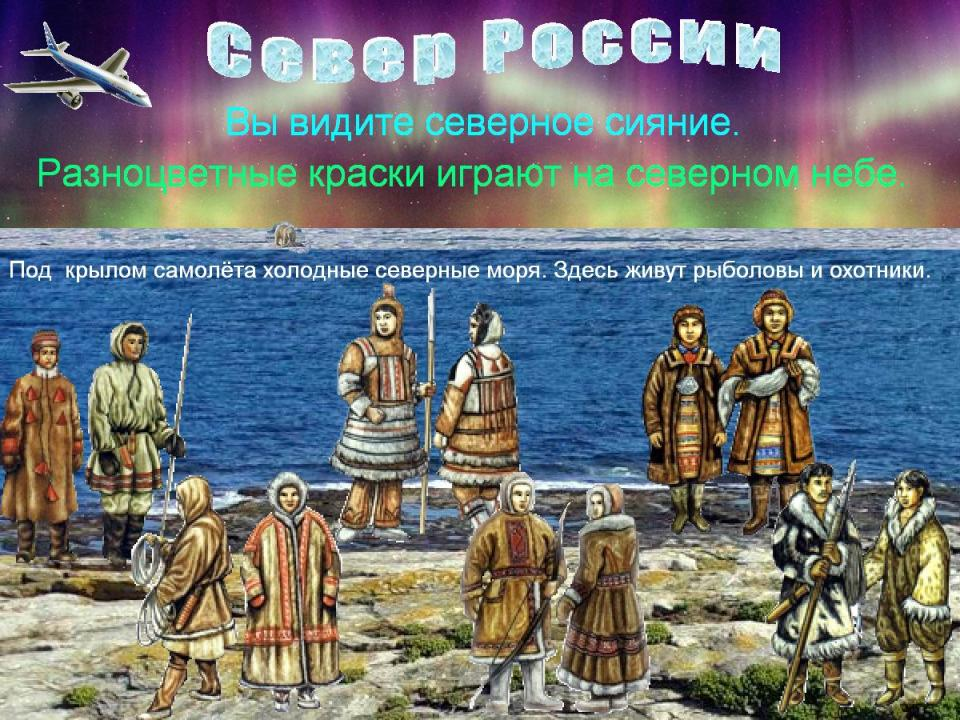 Север России
Вы видите северное сияние.
Разноцветные краски играют на северном небе.
Под крылом самолёта холодные северные моря. Здесь живут рыболовы и охотники.